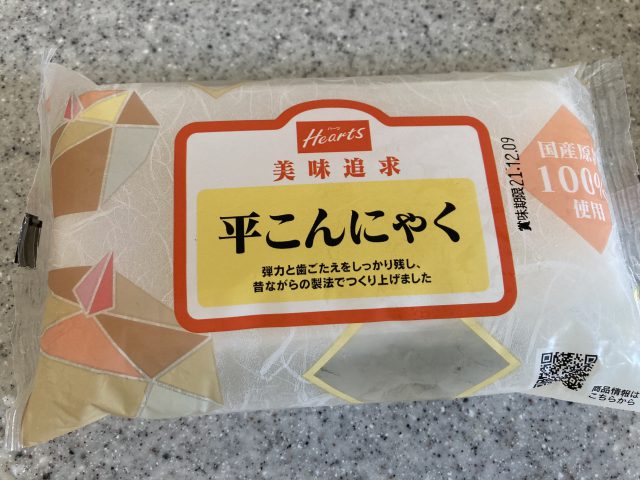 ハーツ
Hearts
美味追求
平こんにゃく
弾力と歯ごたえをしっかり残し、
昔ながらの製法でつくり上げました
賞味期限21.12.09
国産原
100%
使用
商品情報は
こちらから